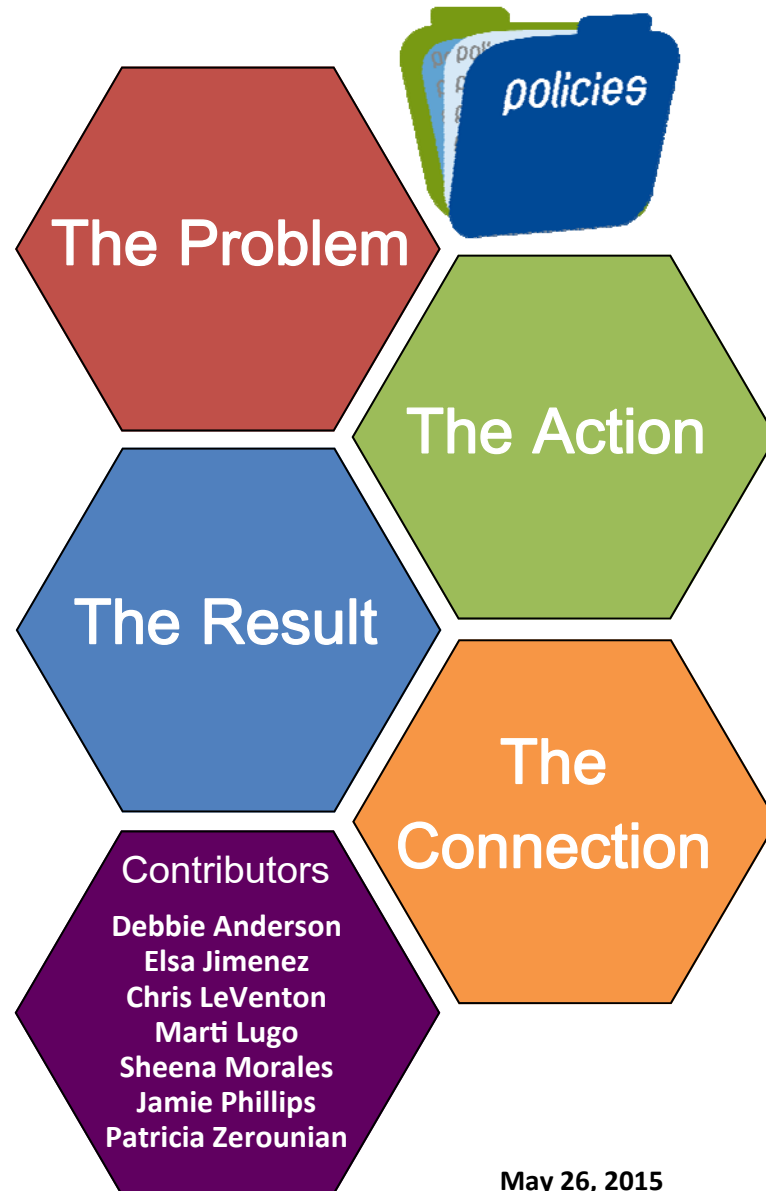 policies
The Problem
The Action
The Result
The
Connection
Contributors
Debbie Anderson
Elsa Jimenez
Chris LeVenton
Marti Lugo
Sheena Morales
Jamie Phillips
Patricia Zerounian
May 26, 2015